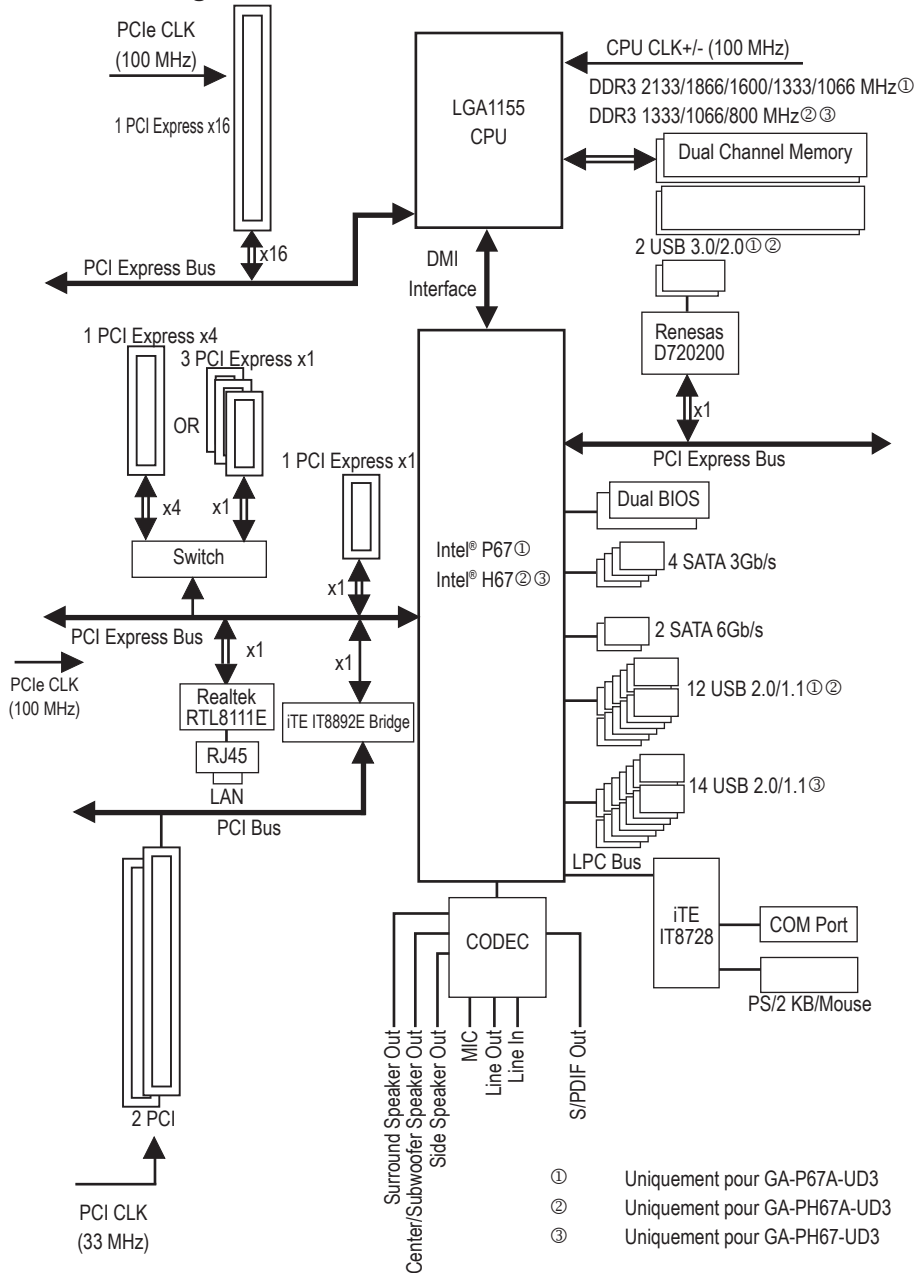 PCIe CLK
(100 MHz)
1 PCI Express x16
x16
PCI Express Bus
LGA1155
CPU
CPU CLK+/- (100 MHz)
DDR3 2133/1866/1600/1333/1066 MHz①
DDR3 1333/1066/800 MHz②③
Dual Channel Memory
DMI
Interface
2 USB 3.0/2.0①②
Renesas
D720200
x1
PCI Express Bus
1 PCI Express x4
3 PCI Express x1
OR
1 PCI Express x1
x4
x1
Switch
x1
PCI Express Bus
PCIe CLK
(100 MHz)
x1
x1
Realtek
RTL8111E
iTE IT8892E Bridge
RJ45
LAN
PCI Bus
Intel® P67①
Intel® H67②③
Dual BIOS
4 SATA 3Gb/s
2 SATA 6Gb/s
12 USB 2.0/1.1①②
14 USB 2.0/1.1③
LPC Bus
iTE
IT8728
COM Port
PS/2 KB/Mouse
CODEC
Surround Speaker Out
Center/Subwoofer Speaker Out
Side Speaker Out
MIC
Line Out
Line In
S/PDIF Out
2 PCI
PCI CLK
(33 MHz)
① Uniquement pour GA-P67A-UD3
② Uniquement pour GA-PH67A-UD3
③ Uniquement pour GA-PH67-UD3